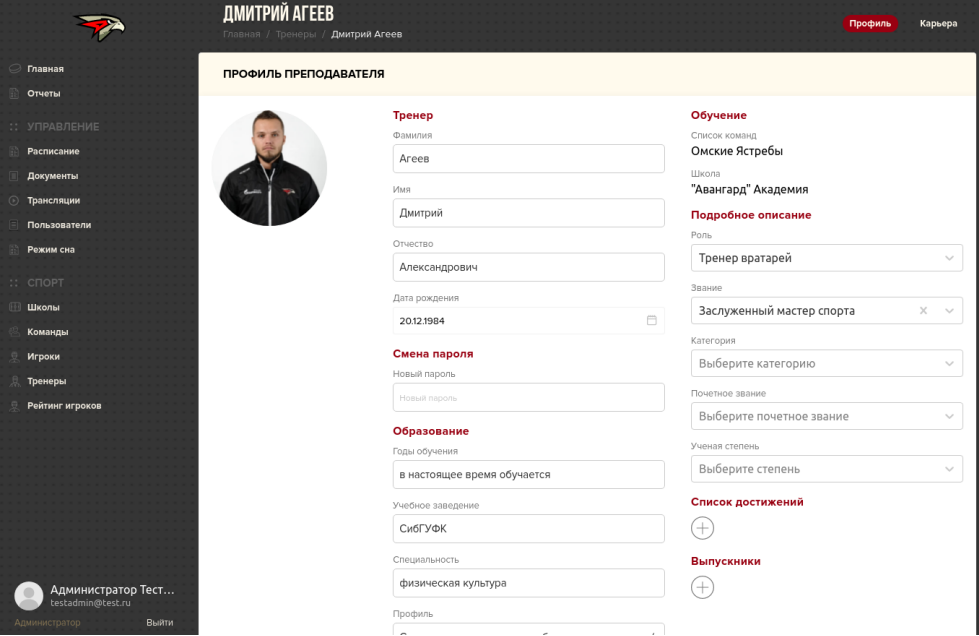 ДМИТРИЙ АГЕЕВ
Главная / Тренеры / Дмитрий Агеев
Профиль
Карьера
Главная
Отчеты
УПРАВЛЕНИЕ
Расписание
Документы
Трансляции
Пользователи
Режим сна
СПОРТ
Школы
Команды
Игроки
Тренеры
Рейтинг игроков
Администратор Тест...
testadmin@test.ru
Администратор
Выйти
ПРОФИЛЬ ПРЕПОДАВАТЕЛЯ
Тренер
Фамилия
Агеев
Имя
Дмитрий
Отчество
Александрович
Дата рождения
20.12.1984
Смена пароля
Новый пароль
Новый пароль
Образование
Годы обучения
в настоящее время обучается
Учебное заведение
СибГУФК
Специальность
физическая культура
Профиль
Обучение
Список команд
Омские Ястребы
Школа
"Авангард" Академия
Подробное описание
Роль
Тренер вратарей
Звание
Заслуженный мастер спорта
Категория
Выберите категорию
Почетное звание
Выберите почетное звание
Ученая степень
Выберите степень
Список достижений
Выпускники